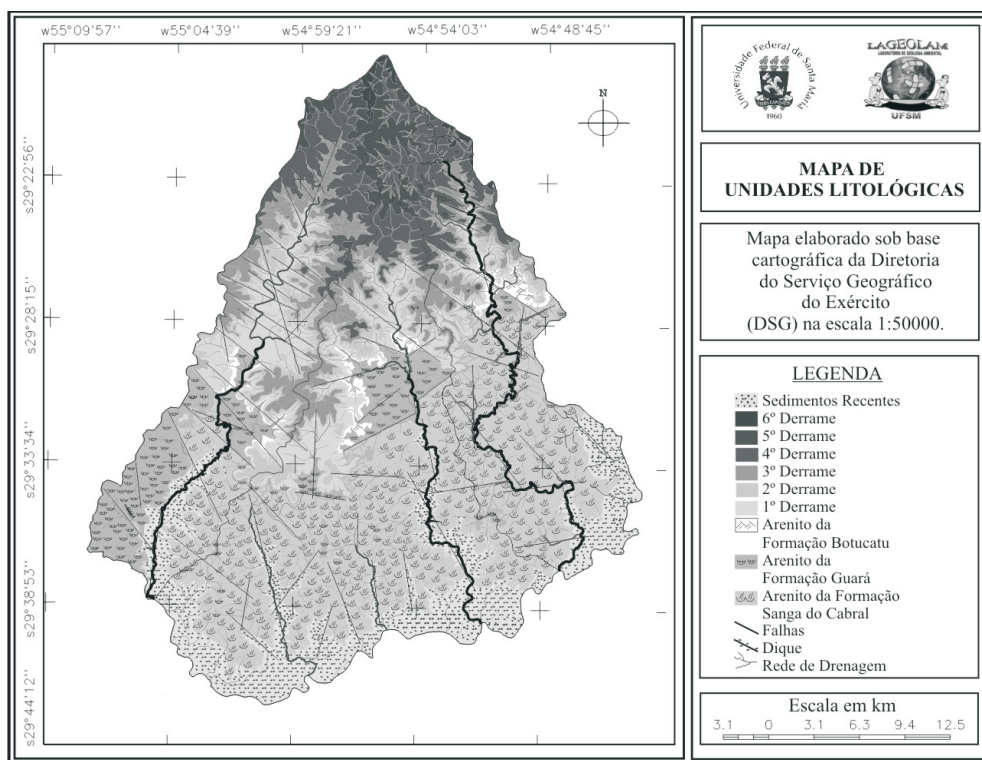 w55°09'57'' w55°04'39'' w54°59'21'' w54°54'03'' w54°48'45''
s29°22'56''
s29°28'15''
s29°33'34''
s29°38'53''
s29°44'12''
N
Universidade Federal de Santa Maria
1960
LAGEOLAM
LABORATÓRIO DE GEOLOGIA AMBIENTAL
UFSM
MAPA DE
UNIDADES LITOLÓGICAS
Mapa elaborado sob base
cartográfica da Diretoria
do Serviço Geográfico
do Exército
(DSG) na escala 1:50000.
LEGENDA
Sedimentos Recentes
6º Derrame
5º Derrame
4º Derrame
3º Derrame
2º Derrame
1º Derrame
Arenito da
Formação Botucatu
Arenito da
Formação Guará
Arenito da Formação
Sanga do Cabral
Falhas
Dique
Rede de Drenagem
Escala em km
3.1 0 3.1 6.3 9.4 12.5